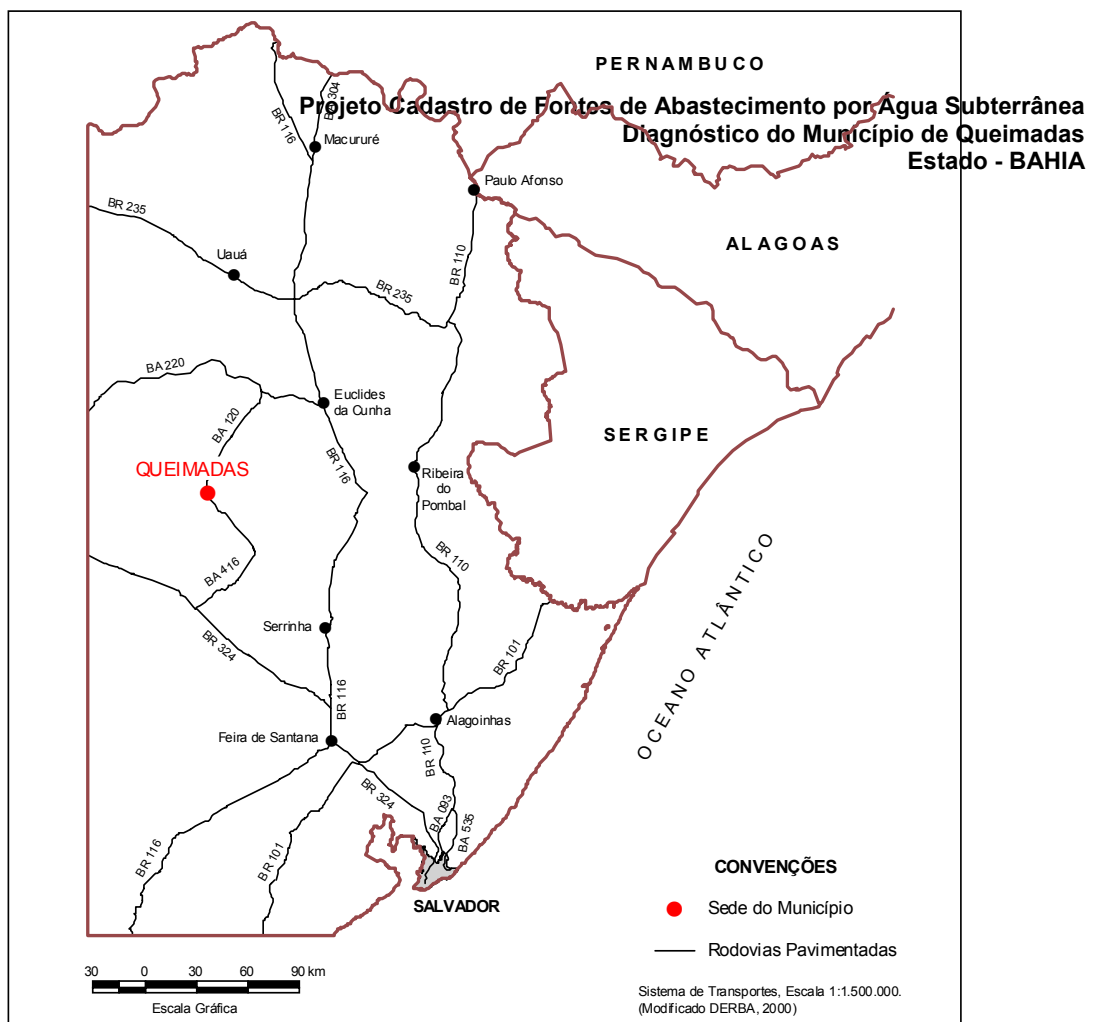 PERNAMBUCO
Projeto Cadastro de Fontes de Abastecimento por Água Subterrânea
Diagnóstico do Município de Queimadas
Estado - BAHIA
BA 304
BR 116
Macururé
Paulo Afonso
BR 235
ALAGOAS
Uauá
BR 110
BR 235
BA 220
Euclides
da Cunha
BA 120
SERGIPE
QUEIMADAS
BR 116
Ribeira
do
Pombal
BR 110
BA 416
OCEANO ATLÂNTICO
Serrinha
BR 324
BR 101
BR 116
Alagoinhas
Feira de Santana
BR 110
BR 324
BA 093
BA 535
BR 116
BR 101
SALVADOR
CONVENÇÕES
Sede do Município
Rodovias Pavimentadas
30 0 30 60 90 km
Escala Gráfica
Sistema de Transportes, Escala 1:1.500.000.
(Modificado DERBA, 2000)